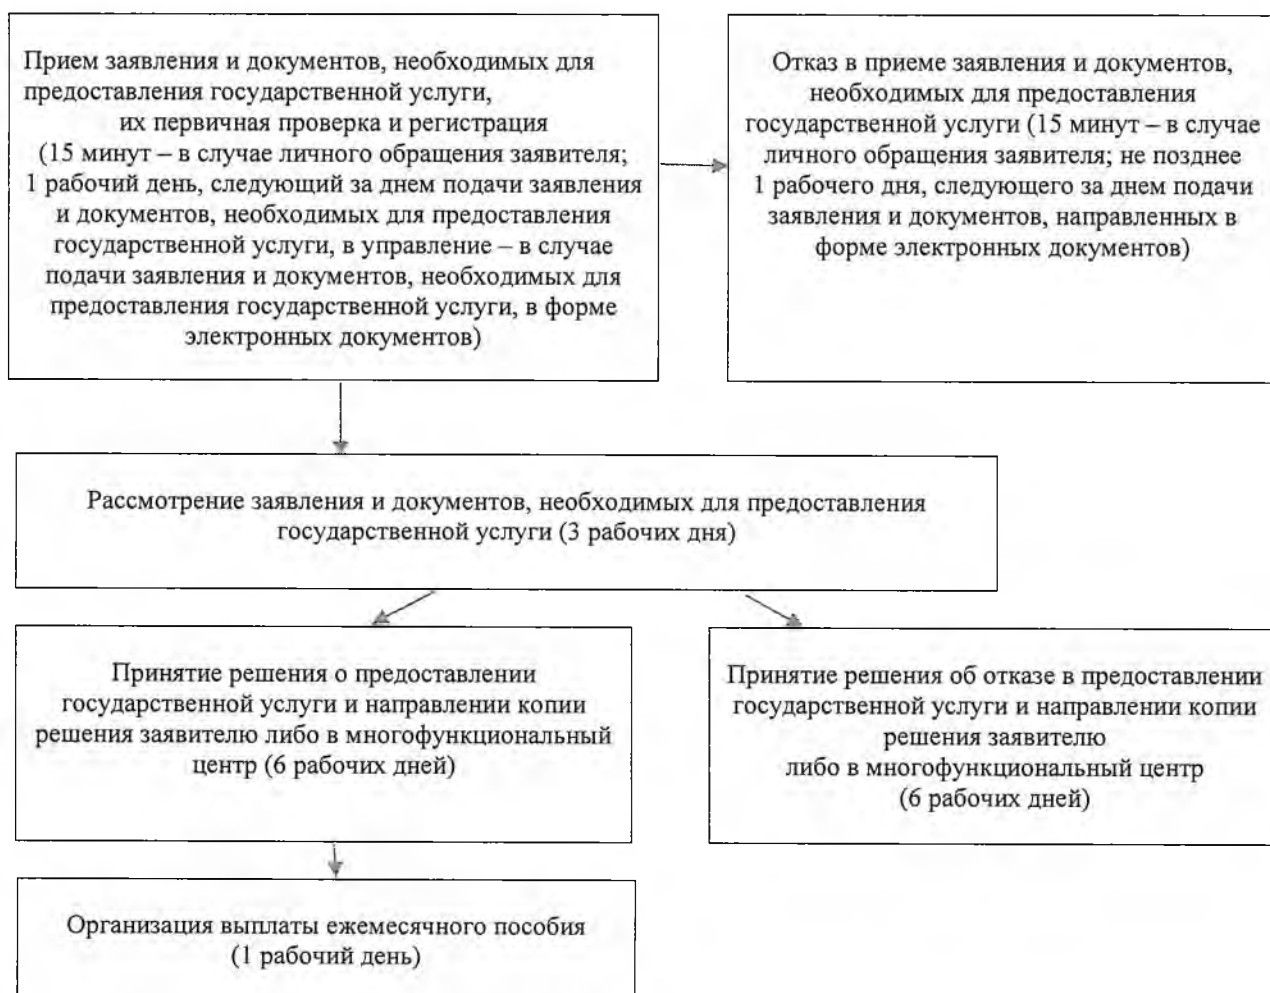 Прием заявления и документов, необходимых для
предоставления государственной услуги,
их первичная проверка и регистрация
(15 минут – в случае личного обращения заявителя;
1 рабочий день, следующий за днем подачи заявления
и документов, необходимых для предоставления
государственной услуги, в управление – в случае
подачи заявления и документов, необходимых для
предоставления государственной услуги, в форме
электронных документов)
Отказ в приеме заявления и документов,
необходимых для предоставления
государственной услуги (15 минут – в случае
личного обращения заявителя; не позднее
1 рабочего дня, следующего за днем подачи
заявления и документов, направленных в
форме электронных документов)
Рассмотрение заявления и документов, необходимых для предоставления
государственной услуги (3 рабочих дня)
Принятие решения о предоставлении
государственной услуги и направлении копии
решения заявителю либо в многофункциональный
центр (6 рабочих дней)
Принятие решения об отказе в предоставлении
государственной услуги и направлении копии
решения заявителю
либо в многофункциональный центр
(6 рабочих дней)
Организация выплаты ежемесячного пособия
(1 рабочий день)